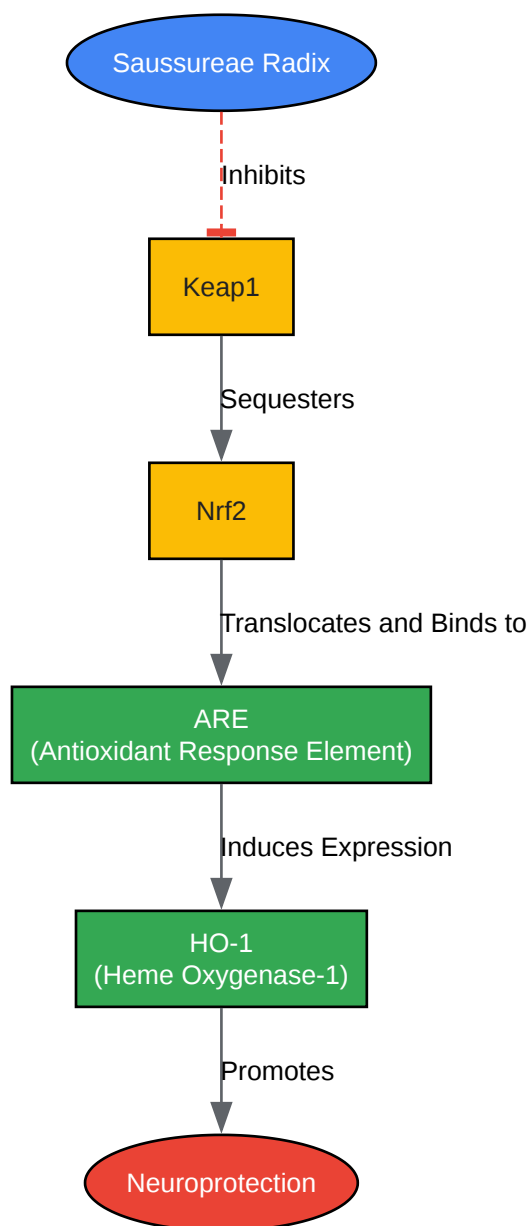 Saussureae Radix
Inhibits
Keap1
Sequesters
Nrf2
Translocates and Binds to
ARE
(Antioxidant Response Element)
Induces Expression
HO-1
(Heme Oxygenase-1)
Promotes
Neuroprotection